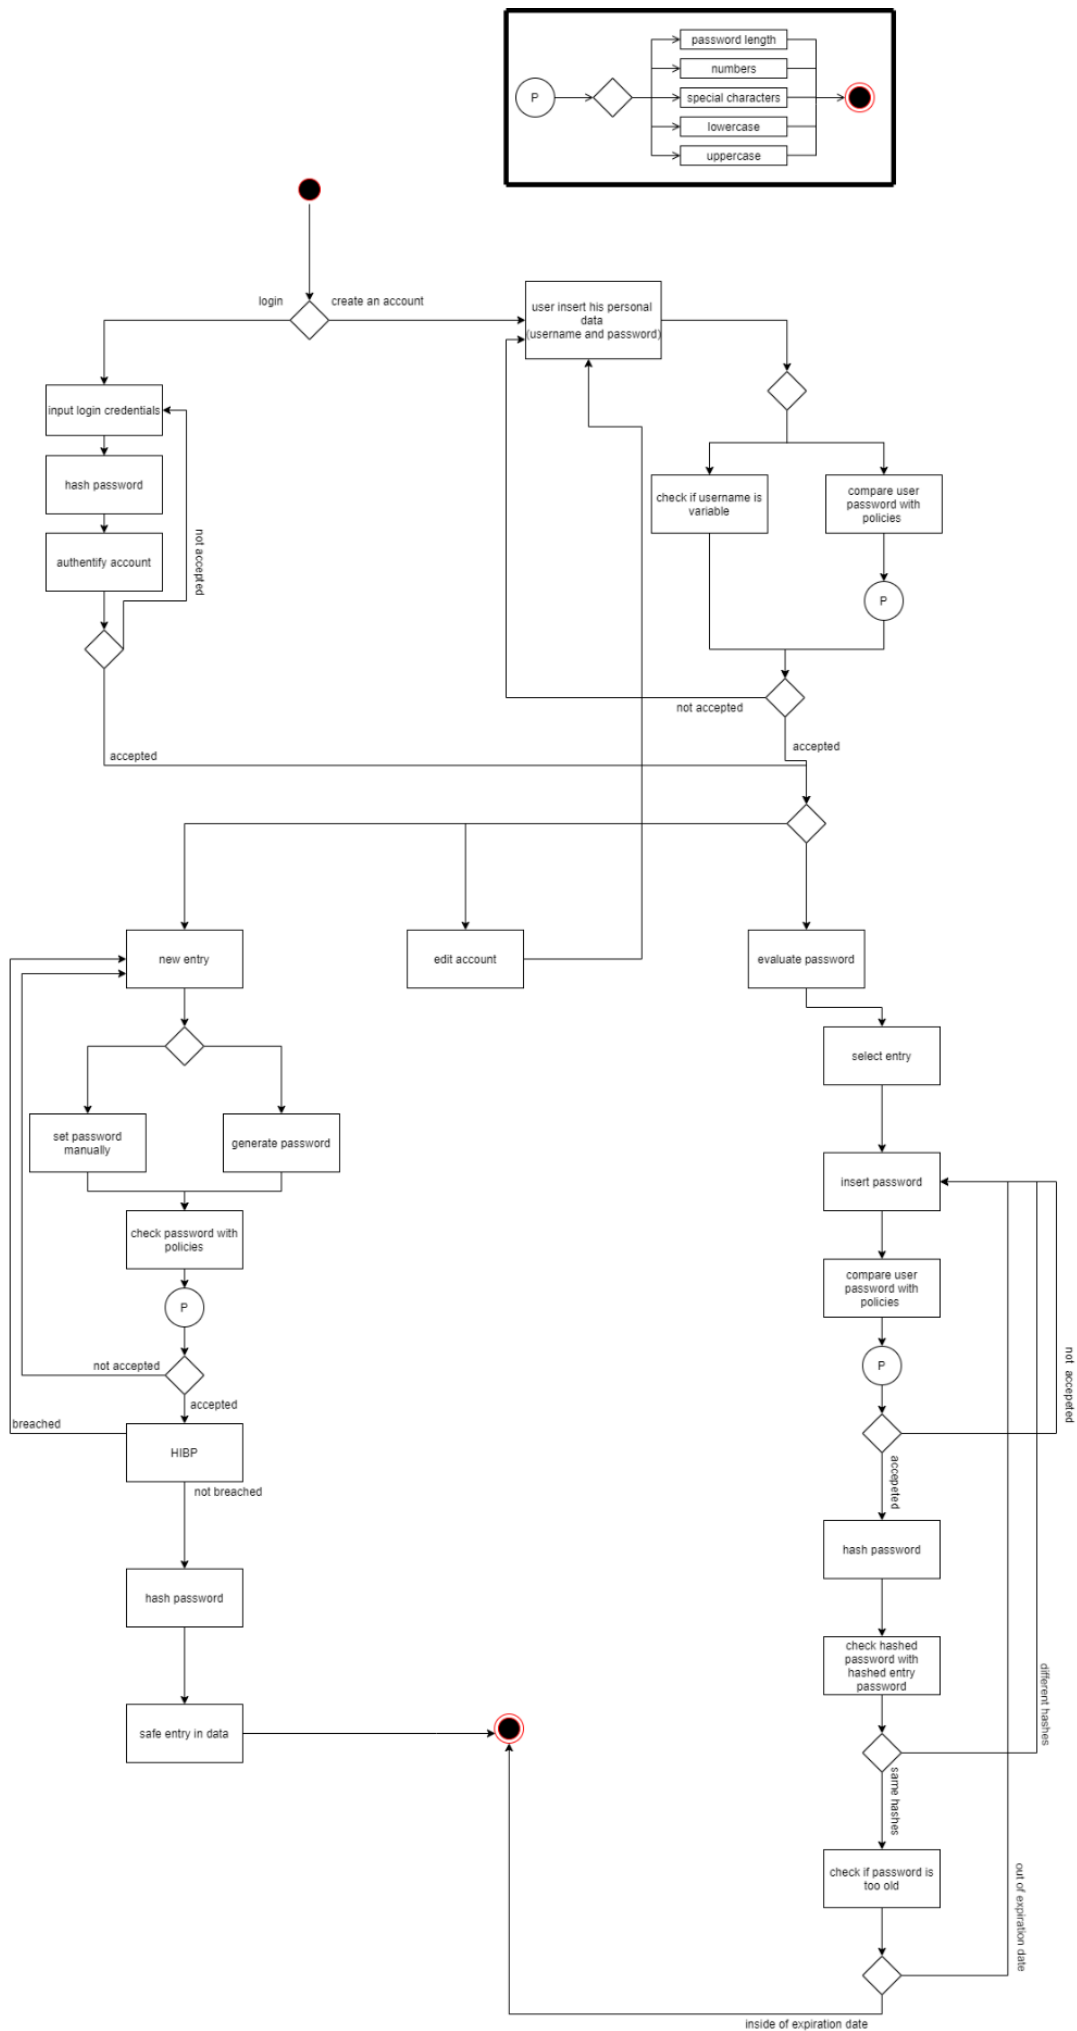 password length
numbers
P
special characters
lowercase
uppercase
login
create an account
user insert his personal
data
(username and password)
input login credentials
hash password
authentify account
not accepted
check if username is
variable
compare user
password with
policies
P
not accepted
accepted
accepted
new entry
edit account
evaluate password
select entry
set password
manually
generate password
insert password
check password with
policies
compare user
password with
policies
P
P
not accepted
accepted
not accepeted
breached
HIBP
accepeted
not breached
hash password
hash password
check hashed
password with
hashed entry
password
different hashes
safe entry in data
same hashes
check if password is
too old
out of expiration date
inside of expiration date